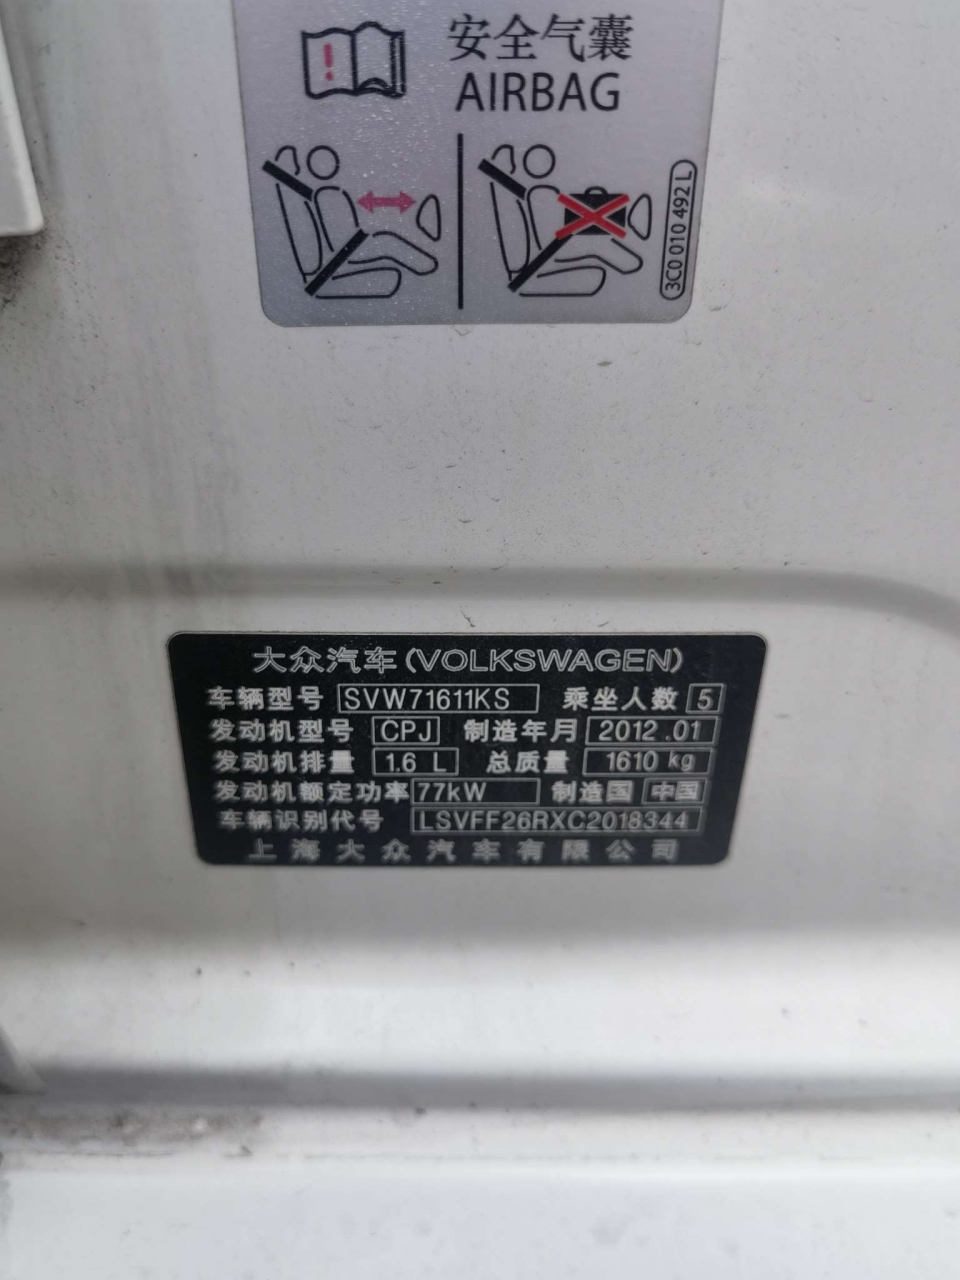 安全气囊
AIRBAG
3C0 010 492 L
大众汽车(VOLKSWAGEN)
车辆型号 SVW71611KS 乘坐人数 5
发动机型号 CPJ 制造年月 2012.01
发动机排量 1.6 L 总质量 1610 kg
发动机额定功率 77kW 制造国 中国
车辆识别代号 LSVFF26RXC2018344
上海大众汽车有限公司